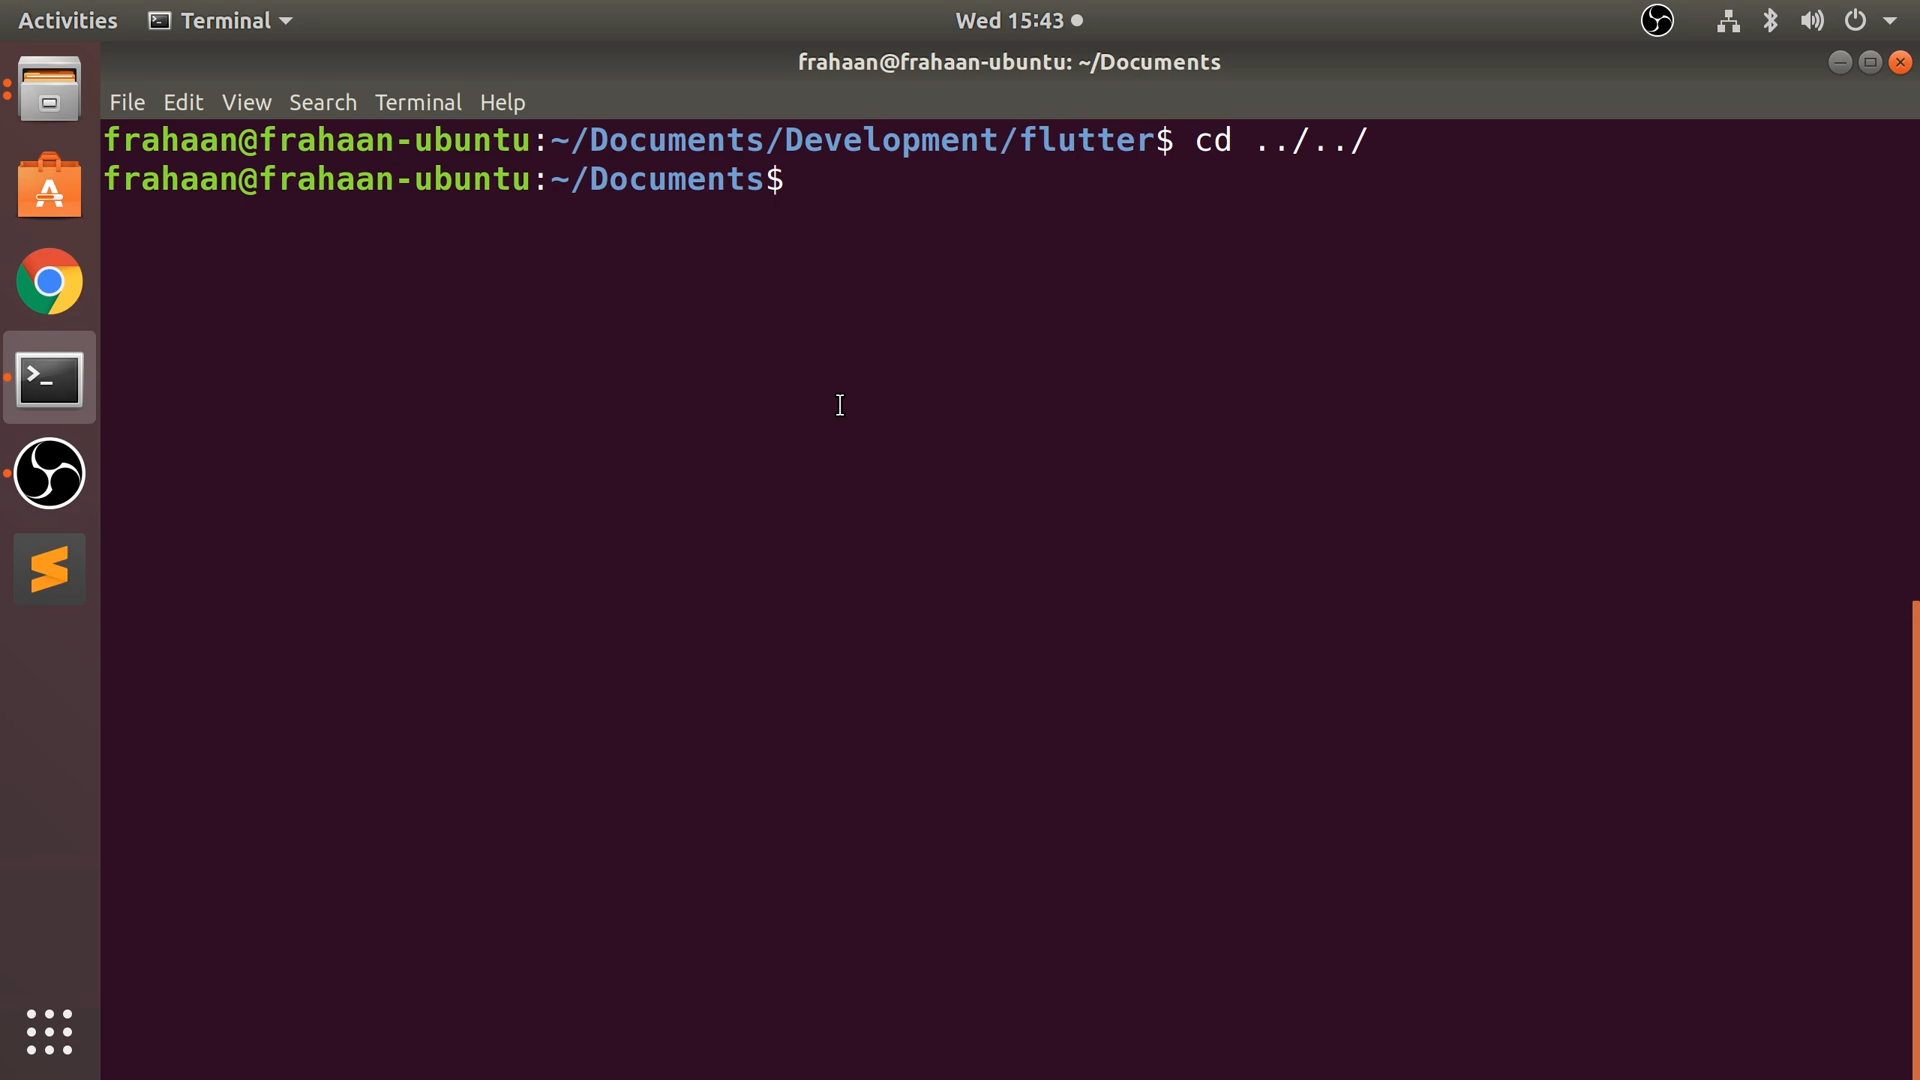 Activities Terminal Wed 15:43
frahaan@frahaan-ubuntu: ~/Documents
File Edit View Search Terminal Help
frahaan@frahaan-ubuntu:~/Documents/Development/flutter$ cd ../../
frahaan@frahaan-ubuntu:~/Documents$